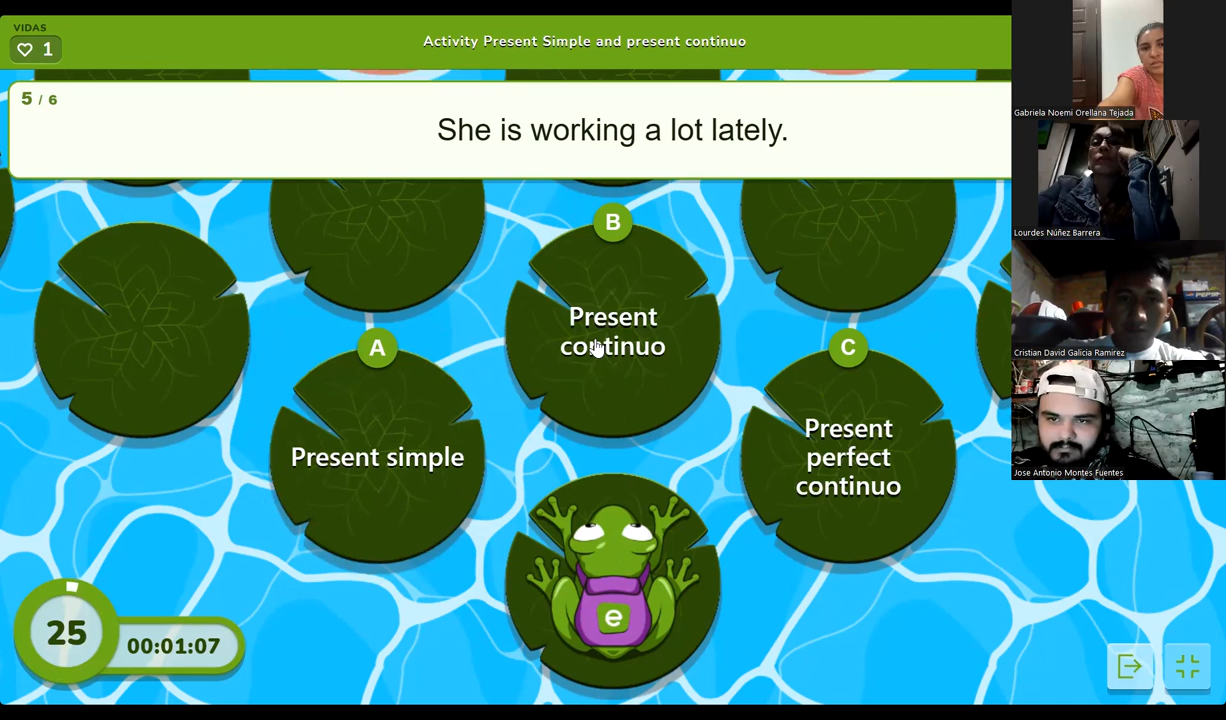 VIDAS
1
Activity Present Simple and present continuo
5 / 6
She is working a lot lately.
B
Present
continuo
A
Present simple
C
Present
perfect
continuo
e
25
00:01:07
Gabriela Noemi Orellana Tejada
Lourdes Núñez Barrera
Cristian David Galicia Ramirez
PEPSI
Jose Antonio Montes Fuentes